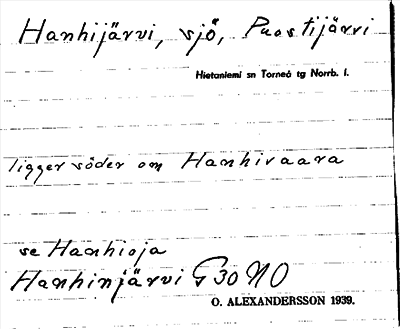 Hanhijärvi, sjö, Puostijärvi
Hietaniemi sn Torneå tg Norrb. l.
ligger söder om Hanhivaara
se Hanhioja
Hanhinjärvi G 30 NO
O. ALEXANDERSSON 1939.